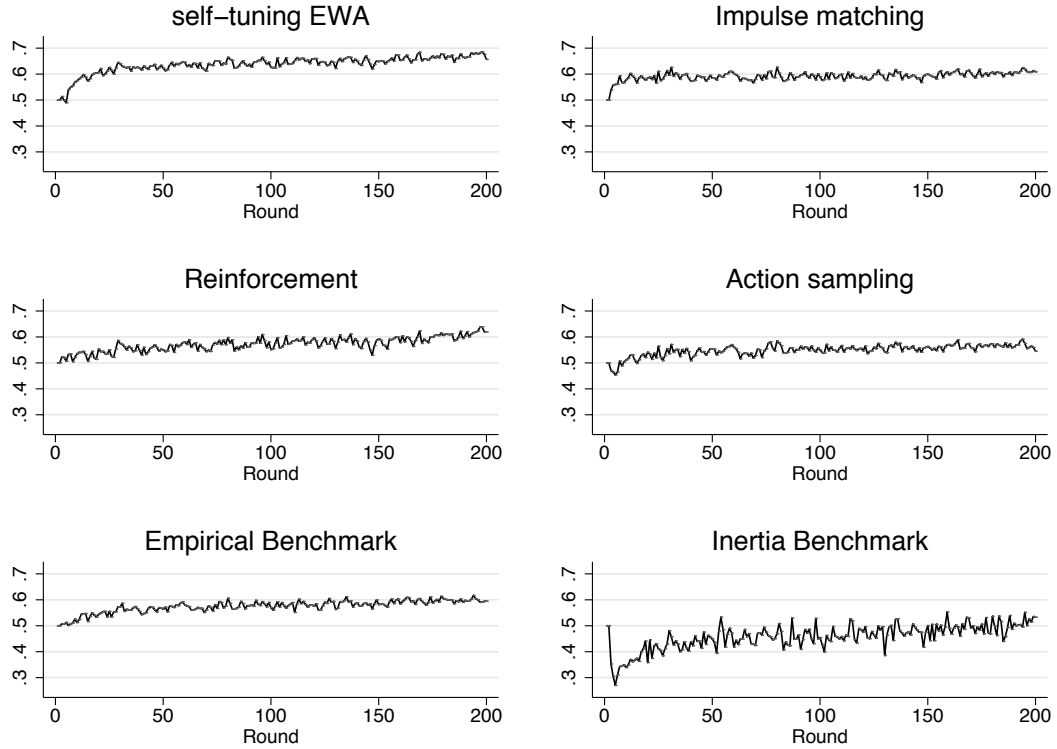 self−tuning EWA
.7
.6
.5
.4
.3
0 50 100 150 200
Round
Impulse matching
.7
.6
.5
.4
.3
0 50 100 150 200
Round
Reinforcement
.7
.6
.5
.4
.3
0 50 100 150 200
Round
Action sampling
.7
.6
.5
.4
.3
0 50 100 150 200
Round
Empirical Benchmark
.7
.6
.5
.4
.3
0 50 100 150 200
Round
Inertia Benchmark
.7
.6
.5
.4
.3
0 50 100 150 200
Round